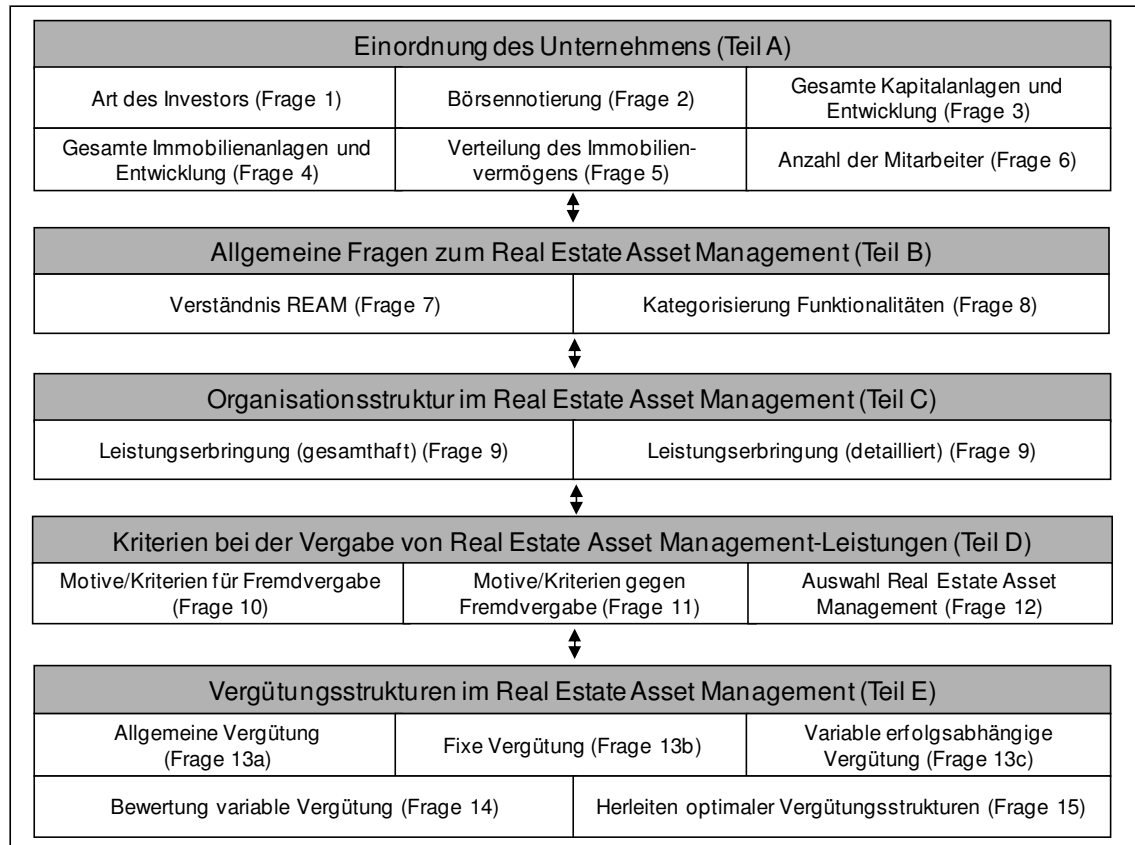 Einordnung des Unternehmens (Teil A)
Art des Investors (Frage 1)
Börsennotierung (Frage 2)
Gesamte Kapitalanlagen und
Entwicklung (Frage 3)
Gesamte Immobilienanlagen und
Entwicklung (Frage 4)
Verteilung des Immobilien-
vermögens (Frage 5)
Anzahl der Mitarbeiter (Frage 6)
Allgemeine Fragen zum Real Estate Asset Management (Teil B)
Verständnis REAM (Frage 7)
Kategorisierung Funktionalitäten (Frage 8)
Organisationsstruktur im Real Estate Asset Management (Teil C)
Leistungserbringung (gesamthaft) (Frage 9)
Leistungserbringung (detailliert) (Frage 9)
Kriterien bei der Vergabe von Real Estate Asset Management-Leistungen (Teil D)
Motive/Kriterien für Fremdvergabe
(Frage 10)
Motive/Kriterien gegen
Fremdvergabe (Frage 11)
Auswahl Real Estate Asset
Management (Frage 12)
Vergütungsstrukturen im Real Estate Asset Management (Teil E)
Allgemeine Vergütung
(Frage 13a)
Fixe Vergütung (Frage 13b)
Variable erfolgsabhängige
Vergütung (Frage 13c)
Bewertung variable Vergütung (Frage 14)
Herleiten optimaler Vergütungsstrukturen (Frage 15)